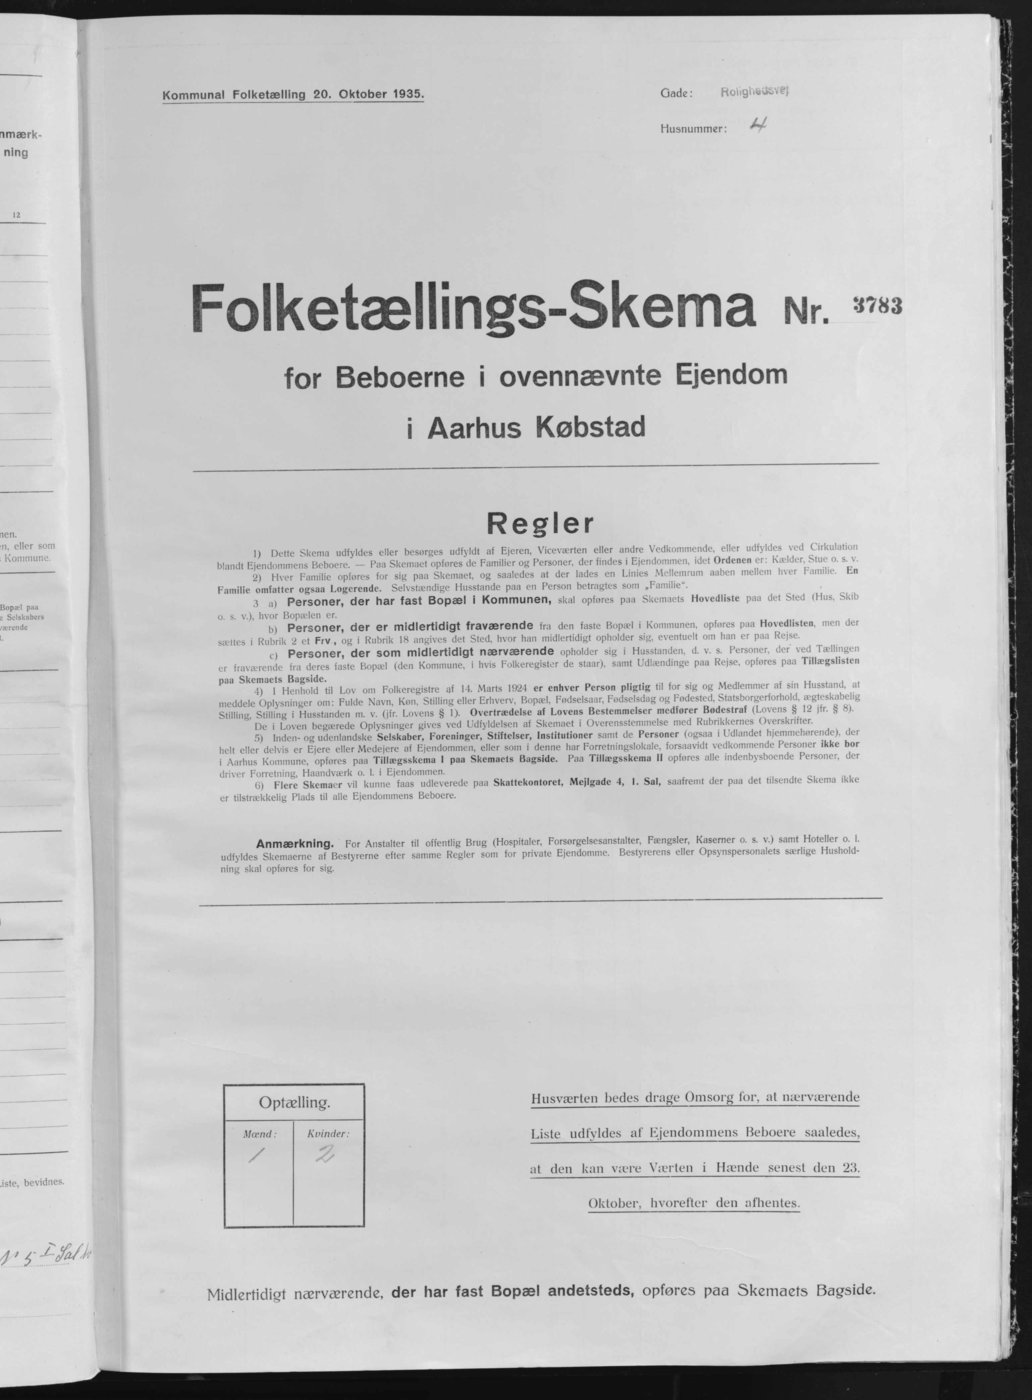 nmærk-
ning
12
nen.
n, eller som
Kommune.
Bopæl paa
e Selskabers
værende
iste, bevidnes.
No 5 I Sal
Kommunal Folketælling 20. Oktober 1935.
Gade: Rolighedsvej
Husnummer: 4
Folketællings-Skema Nr. 3783
for Beboerne i ovennævnte Ejendom
i Aarhus Købstad
Regler
1) Dette Skema udfyldes eller besørges udfyldt af Ejeren, Viceværten eller andre Vedkommende, eller udfyldes ved Cirkulation
blandt Ejendommens Beboere. — Paa Skemaet opføres de Familier og Personer, der findes i Ejendommen, idet Ordenen er: Kælder, Stue o. s. v.
2) Hver Familie opføres for sig paa Skemaet, og saaledes at der lades en Linies Mellemrum aaben mellem hver Familie. En
Familie omfatter ogsaa Logerende. Selvstændige Husstande paa en Person betragtes som „Familie“.
3 a) Personer, der har fast Bopæl i Kommunen, skal opføres paa Skemaets Hovedliste paa det Sted (Hus, Skib
o. s. v.), hvor Bopælen er.
b) Personer, der er midlertidigt fraværende fra den faste Bopæl i Kommunen, opføres paa Hovedlisten, men der
sættes i Rubrik 2 et Frv., og i Rubrik 18 angives det Sted, hvor han midlertidigt opholder sig, eventuelt om han er paa Rejse.
c) Personer, der som midlertidigt nærværende opholder sig i Husstanden, d. v. s. Personer, der ved Tællingen
er fraværende fra deres faste Bopæl (den Kommune, i hvis Folkeregister de staar), samt Udlændinge paa Rejse, opføres paa Tillægslisten
paa Skemaets Bagside.
4) I Henhold til Lov om Folkeregistre af 14. Marts 1924 er enhver Person pligtig til for sig og Medlemmer af sin Husstand, at
meddele Oplysninger om: Fulde Navn, Køn, Stilling eller Erhverv, Bopæl, Fødselsaar, Fødselsdag og Fødested, Statsborgerforhold, ægteskabelig
Stilling, Stilling i Husstanden m. v. (jfr. Lovens § 1). Overtrædelse af Lovens Bestemmelser medfører Bødestraf (Lovens § 12 jfr. § 8).
De i Loven begærede Oplysninger gives ved Udfyldelsen af Skemaet i Overensstemmelse med Rubrikkernes Overskrifter.
5) Inden- og udenlandske Selskaber, Foreninger, Stiftelser, Institutioner samt de Personer (ogsaa i Udlandet hjemmehørende), der
helt eller delvis er Ejere eller Medejere af Ejendommen, eller som i denne har Forretningslokale, forsaavidt vedkommende Personer ikke bor
i Aarhus Kommune, opføres paa Tillægsskema I paa Skemaets Bagside. Paa Tillægsskema II opføres alle indenbysboende Personer, der
driver Forretning, Haandværk o. l. i Ejendommen.
6) Flere Skemaer vil kunne faas udleverede paa Skattekontoret, Mejlgade 4, 1. Sal, saafremt der paa det tilsendte Skema ikke
er tilstrækkelig Plads til alle Ejendommens Beboere.
Anmærkning. For Anstalter til offentlig Brug (Hospitaler, Forsørgelsesanstalter, Fængsler, Kaserner o. s. v.) samt Hoteller o. l.
udfyldes Skemaerne af Bestyrerne efter samme Regler som for private Ejendomme. Bestyrerens eller Opsynspersonalets særlige Hushold-
ning skal opføres for sig.
Optælling.
Mænd: Kvinder:
1 2
Husværten bedes drage Omsorg for, at nærværende
Liste udfyldes af Ejendommens Beboere saaledes,
at den kan være Værten i Hænde senest den 23.
Oktober, hvorefter den afhentes.
Midlertidigt nærværende, der har fast Bopæl andetsteds, opføres paa Skemaets Bagside.